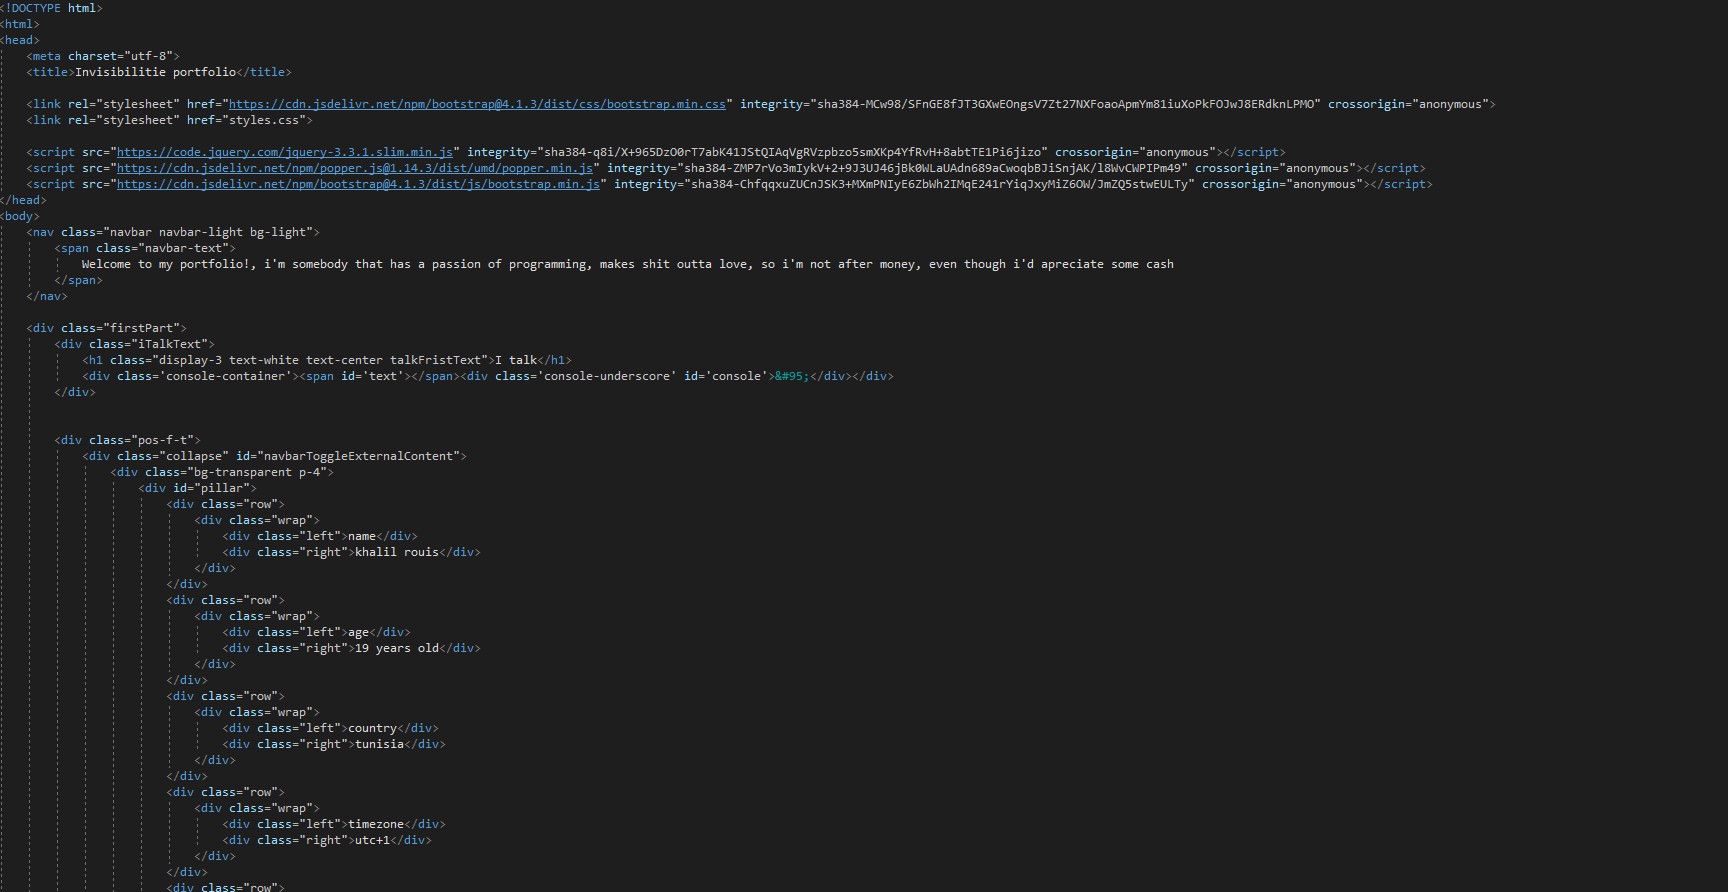 <!DOCTYPE html>
<html>
<head>
<meta charset="utf-8">
<title>Invisibilitie portfolio</title>
<link rel="stylesheet" href="https://cdn.jsdelivr.net/npm/bootstrap@4.1.3/dist/css/bootstrap.min.css" integrity="sha384-MCw98/SFnGE8fJT3GXwEOngsV7Zt27NXFoaoApmYm81iuXoPkFOJwJ8ERdknLPMO" crossorigin="anonymous">
<link rel="stylesheet" href="styles.css">
<script src="https://code.jquery.com/jquery-3.3.1.slim.min.js" integrity="sha384-q8i/X+965DzO0rT7abK41JStQIAqVgRVzpbzo5smXKp4YfRvH+8abtTE1Pi6jizo" crossorigin="anonymous"></script>
<script src="https://cdn.jsdelivr.net/npm/popper.js@1.14.3/dist/umd/popper.min.js" integrity="sha384-ZMP7rVo3mIykV+2+9J3UJ46jBk0WLaUAdn689aCwoqbBJiSnjAK/l8WvCWPIPm49" crossorigin="anonymous"></script>
<script src="https://cdn.jsdelivr.net/npm/bootstrap@4.1.3/dist/js/bootstrap.min.js" integrity="sha384-ChfqqxuZUCnJSK3+MXmPNIyE6ZbWh2IMqE241rYiqJxyMiZ6OW/JmZQ5stwEULTy" crossorigin="anonymous"></script>
</head>
<body>
<nav class="navbar navbar-light bg-light">
<span class="navbar-text">
Welcome to my portfolio!, i'm somebody that has a passion of programming, makes shit outta love, so i'm not after money, even though i'd apreciate some cash
</span>
</nav>
<div class="firstPart">
<div class="iTalkText">
<h1 class="display-3 text-white text-center talkFristText">I talk</h1>
<div class='console-container'><span id='text'></span><div class='console-underscore' id='console'>&#95;</div></div>
</div>
<div class="pos-f-t">
<div class="collapse" id="navbarToggleExternalContent">
<div class="bg-transparent p-4">
<div id="pillar">
<div class="row">
<div class="wrap">
<div class="left">name</div>
<div class="right">khalil rouis</div>
</div>
</div>
<div class="row">
<div class="wrap">
<div class="left">age</div>
<div class="right">19 years old</div>
</div>
</div>
<div class="row">
<div class="wrap">
<div class="left">country</div>
<div class="right">tunisia</div>
</div>
</div>
<div class="row">
<div class="wrap">
<div class="left">timezone</div>
<div class="right">utc+1</div>
</div>
</div>
<div class="row">